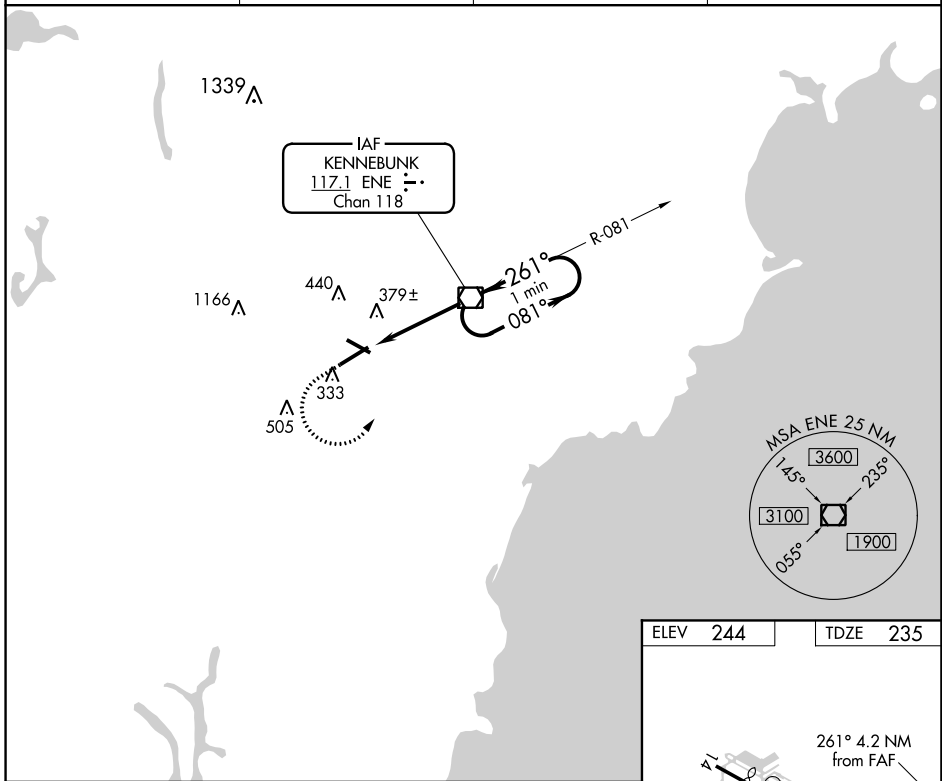 1339
IAF
KENNEBUNK
117.1 ENE
Chan 118
R-081
261°
1 min
081°
440
379±
1166
333
505
MSA ENE 25 NM
3600
145°
235°
3100
1900
055°
ELEV 244
TDZE 235
261° 4.2 NM
from FAF
14